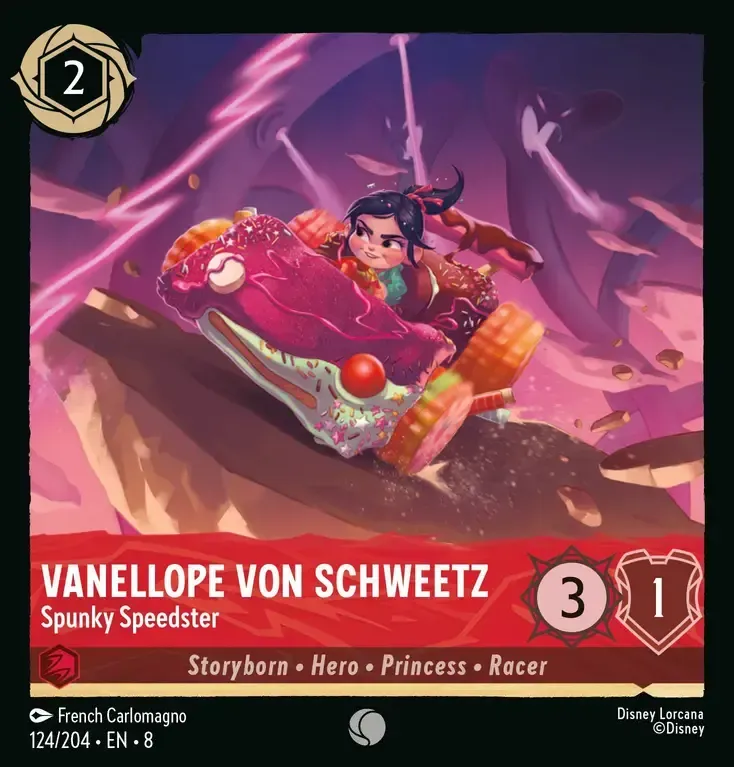 2
VANELLOPE VON SCHWEETZ
Spunky Speedster
3
1
Storyborn • Hero • Princess • Racer
French Carlomagno
124/204 • EN • 8
Disney Lorcana
©Disney